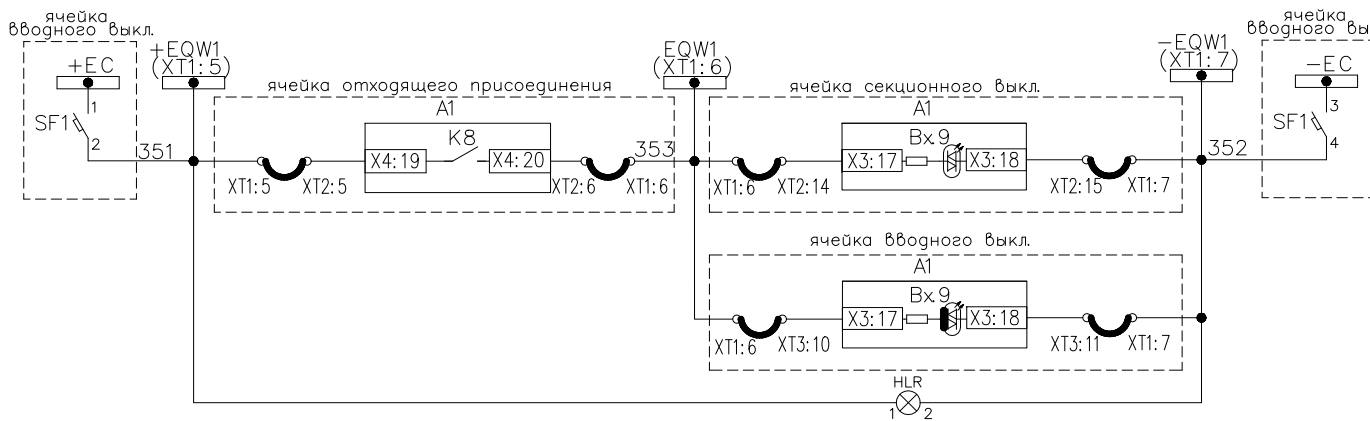 ячейка
вводного выкл.
+EC
1
SF1
2
351
+EQW1
(XT1:5)
ячейка отходящего присоединения
A1
X4:19
K8
X4:20
XT1:5
XT2:5
XT2:6
XT1:6
353
EQW1
(XT1:6)
ячейка секционного выкл.
A1
Вх.9
X3:17
X3:18
XT1:6
XT2:14
XT2:15
XT1:7
-EQW1
(XT1:7)
352
ячейка
вводного вы
-EC
3
SF1
4
ячейка вводного выкл.
A1
Вх.9
X3:17
X3:18
XT1:6
XT3:10
XT3:11
XT1:7
HLR
1
2